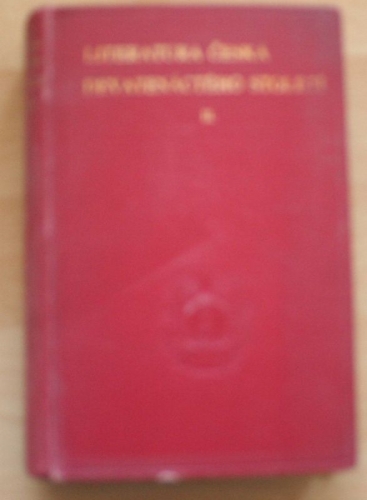 LITERATURA ČESKÁ
DEVATENÁCTÉHO STOLETÍ